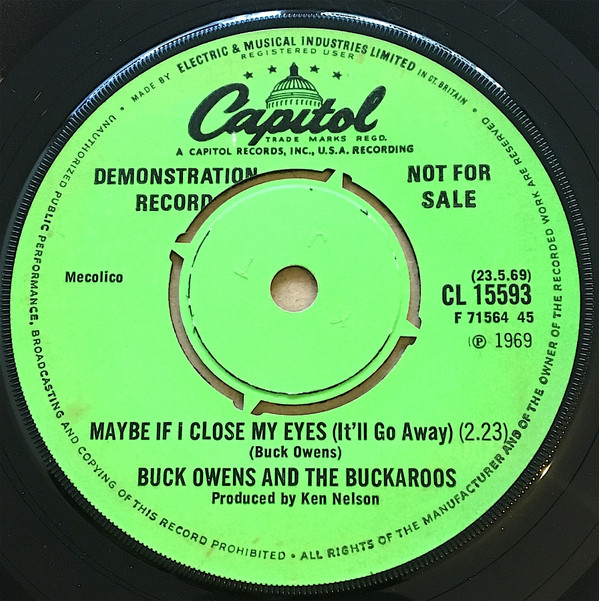 MADE BY ELECTRIC & MUSICAL INDUSTRIES LIMITED IN GT. BRITAIN •
REGISTERED USER
Capitol
TRADE MARKS REGD.
A CAPITOL RECORDS, INC., U.S.A. RECORDING
DEMONSTRATION
RECORD
NOT FOR
SALE
Mecolico
(23.5.69)
CL 15593
F 71564 45
℗ 1969
MAYBE IF I CLOSE MY EYES (It'll Go Away) (2.23)
(Buck Owens)
BUCK OWENS AND THE BUCKAROOS
Produced by Ken Nelson
• UNAUTHORIZED PUBLIC PERFORMANCE, BROADCASTING AND COPYING OF THIS RECORD PROHIBITED • ALL RIGHTS OF THE MANUFACTURER AND OF THE OWNER OF THE RECORDED WORK ARE RESERVED